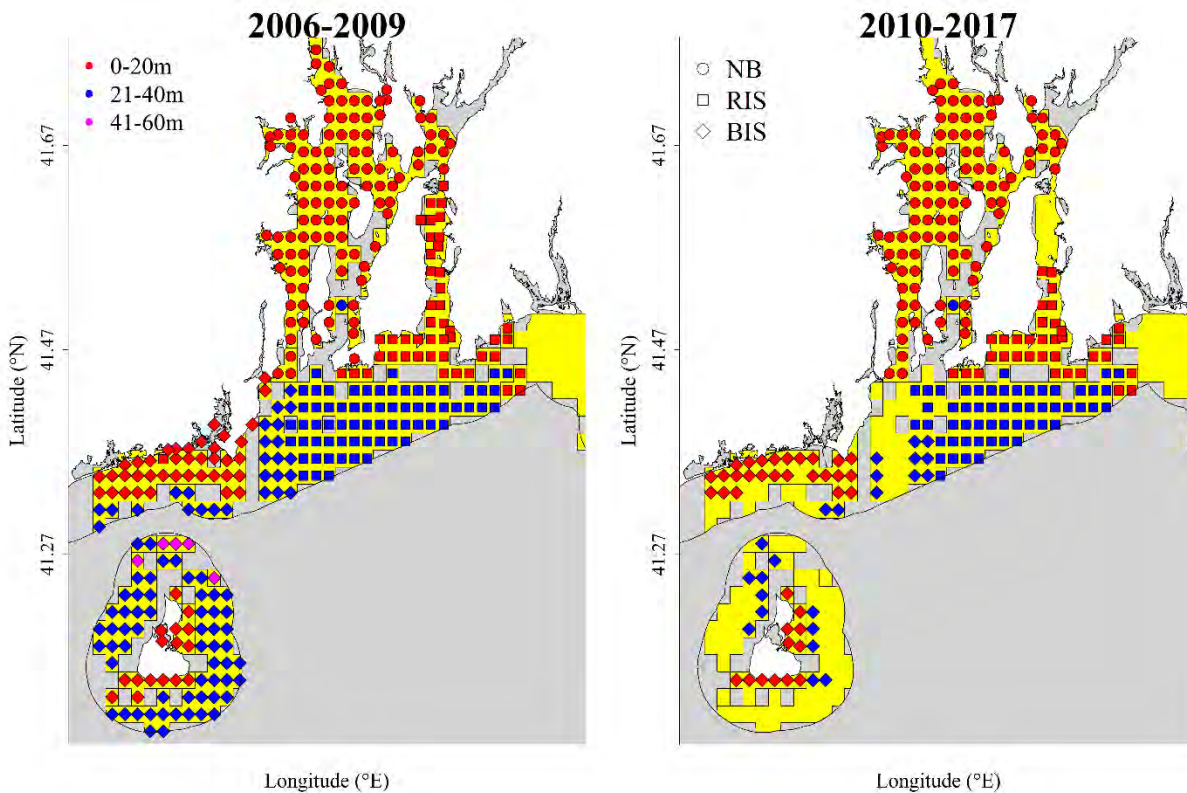 2006-2009
0-20m
21-40m
41-60m
41.67
41.47
41.27
Latitude (°N)
Longitude (°E)
2010-2017
NB
RIS
BIS
41.67
41.47
41.27
Latitude (°N)
Longitude (°E)